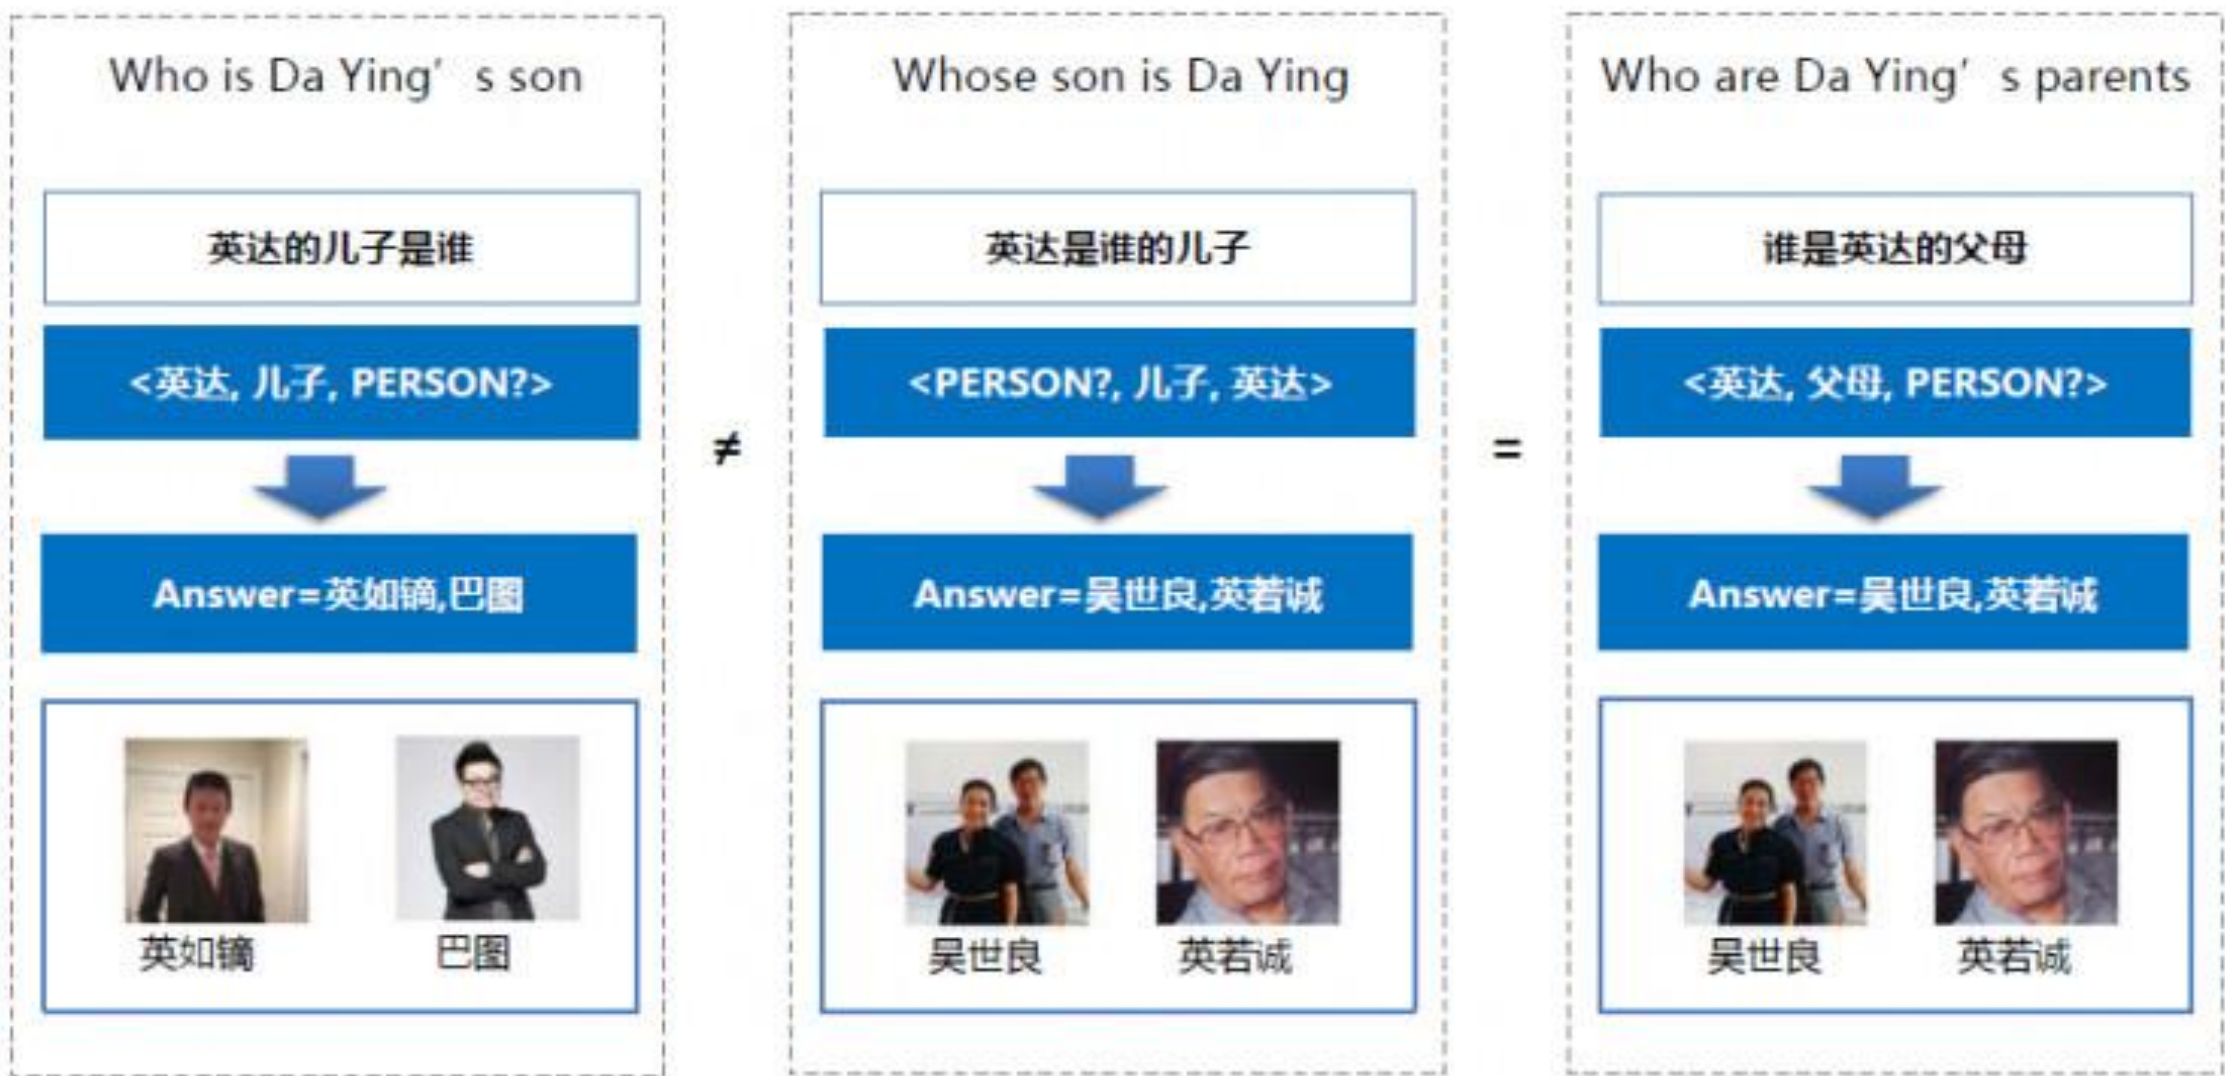 Who is Da Ying's son
英达的儿子是谁
<英达, 儿子, PERSON?>
Answer=英如镝,巴图
英如镝
巴图
≠
Whose son is Da Ying
英达是谁的儿子
<PERSON?, 儿子, 英达>
Answer=吴世良,英若诚
吴世良
英若诚
=
Who are Da Ying's parents
谁是英达的父母
<英达, 父母, PERSON?>
Answer=吴世良,英若诚
吴世良
英若诚